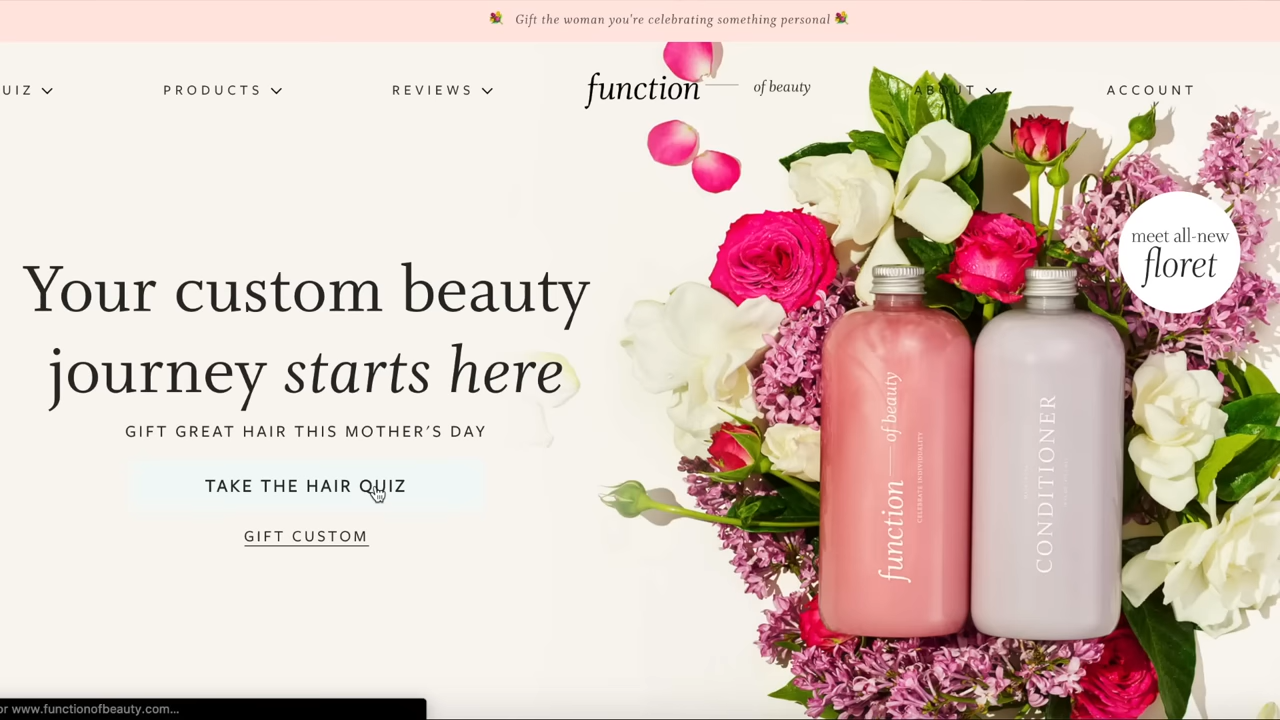 Gift the woman you're celebrating something personal
UIZ
PRODUCTS
REVIEWS
function of beauty
ABOUT
ACCOUNT
meet all-new
floret
Your custom beauty
journey starts here
GIFT GREAT HAIR THIS MOTHER'S DAY
TAKE THE HAIR QUIZ
GIFT CUSTOM
function of beauty
CELEBRATE INDIVIDUALITY
CONDITIONER
or www.functionofbeauty.com...